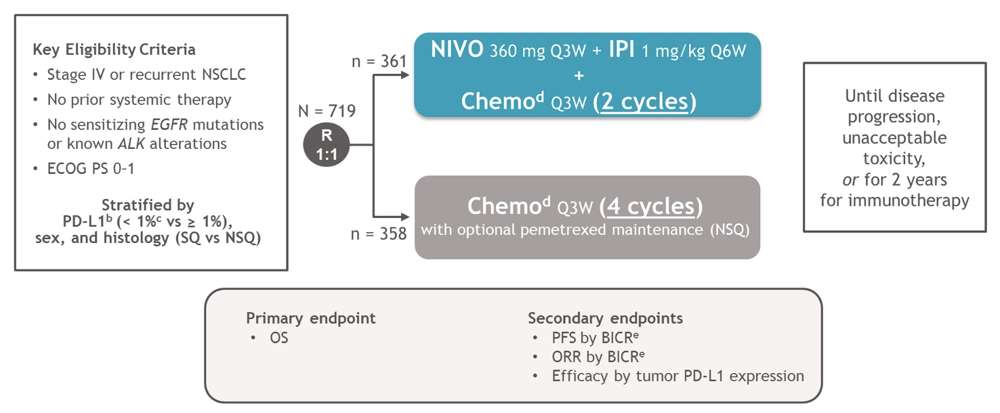 Key Eligibility Criteria
• Stage IV or recurrent NSCLC
• No prior systemic therapy
• No sensitizing EGFR mutations
or known ALK alterations
• ECOG PS 0–1
Stratified by
PD-L1ᵇ (< 1%ᶜ vs ≥ 1%),
sex, and histology (SQ vs NSQ)
N = 719
R
1:1
n = 361
NIVO 360 mg Q3W + IPI 1 mg/kg Q6W
+
Chemoᵈ Q3W (2 cycles)
n = 358
Chemoᵈ Q3W (4 cycles)
with optional pemetrexed maintenance (NSQ)
Until disease
progression,
unacceptable
toxicity,
or for 2 years
for immunotherapy
Primary endpoint
• OS
Secondary endpoints
• PFS by BICRᵉ
• ORR by BICRᵉ
• Efficacy by tumor PD-L1 expression